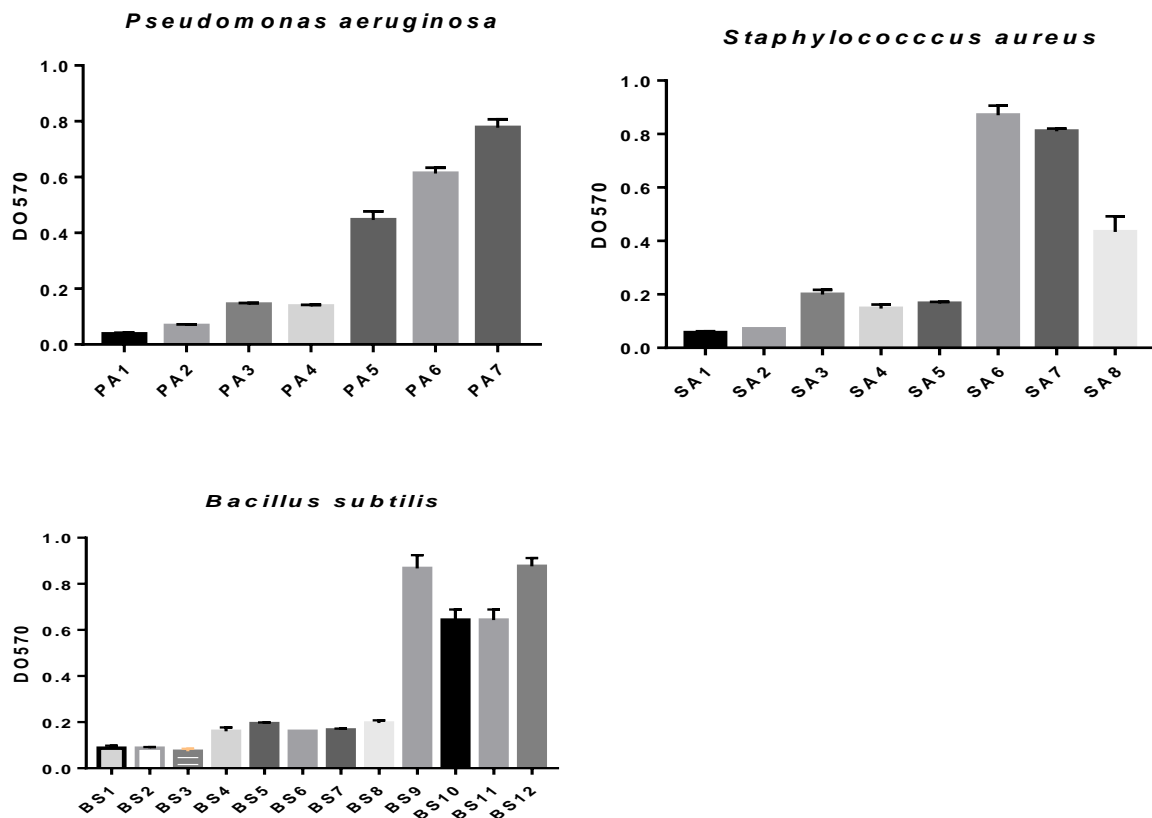 Pseudomonas aeruginosa
DO570
1.0
0.8
0.6
0.4
0.2
0.0
PA1 PA2 PA3 PA4 PA5 PA6 PA7
Staphylococccus aureus
DO570
1.0
0.8
0.6
0.4
0.2
0.0
SA1 SA2 SA3 SA4 SA5 SA6 SA7 SA8
Bacillus subtilis
DO570
1.0
0.8
0.6
0.4
0.2
0.0
BS1 BS2 BS3 BS4 BS5 BS6 BS7 BS8 BS9 BS10 BS11 BS12